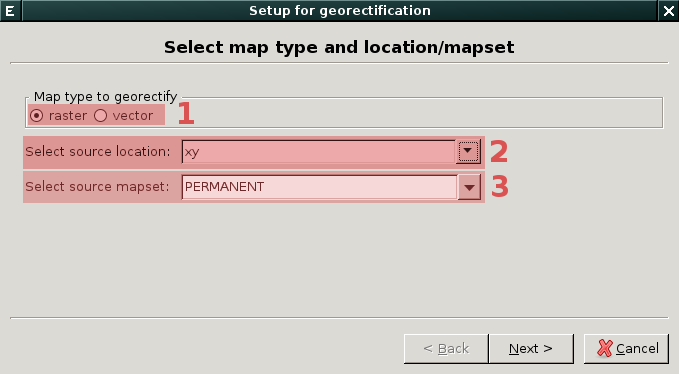 E Setup for georectification X
Select map type and location/mapset
Map type to georectify
raster vector 1
Select source location: xy 2
Select source mapset: PERMANENT 3
< Back Next > Cancel